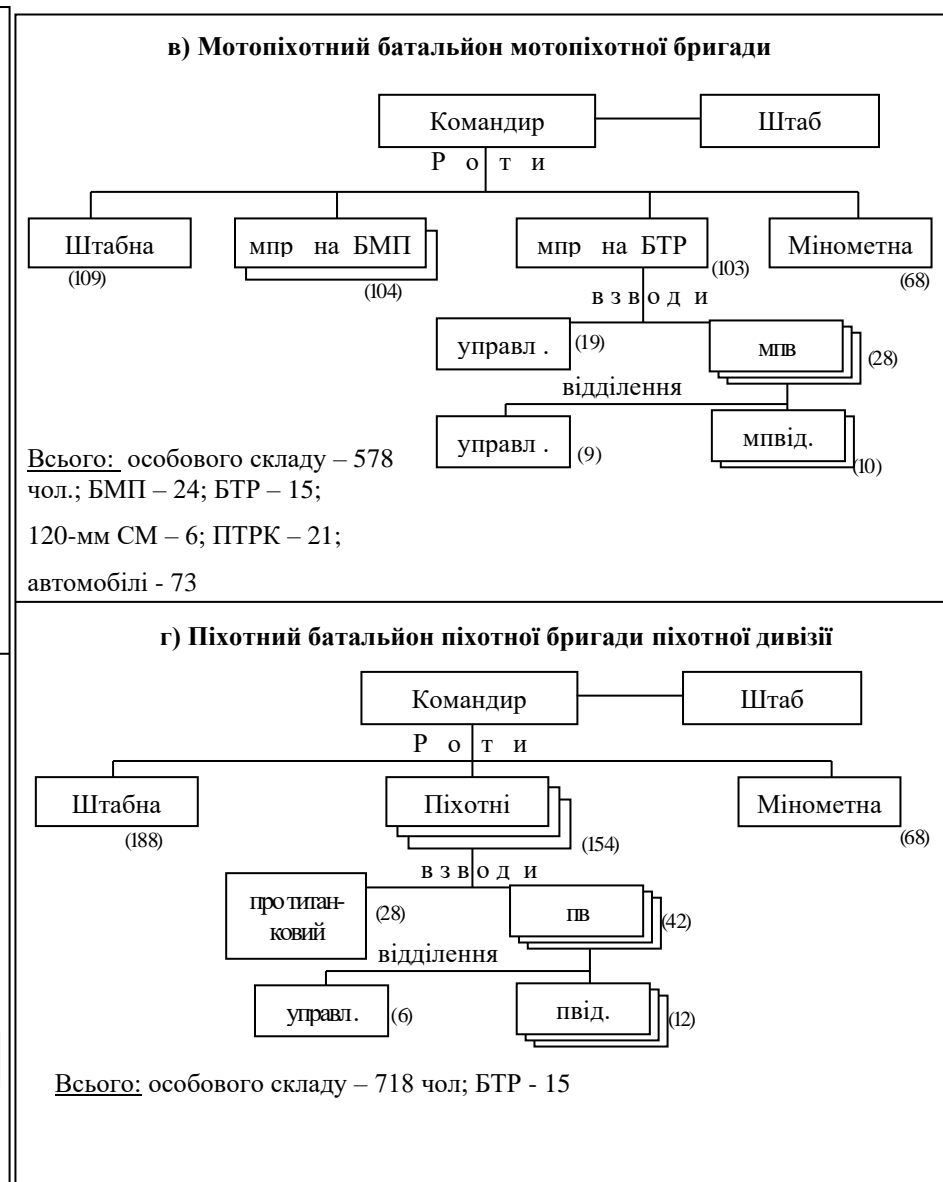 в) Мотопіхотний батальйон мотопіхотної бригади
Командир
Штаб
Р о т и
Штабна
(109)
мпр на БМП
(104)
мпр на БТР
(103)
Мінометна
(68)
в з в о д и
управл .
(19)
мпв
(28)
відділення
управл .
(9)
мпвід.
(10)
Всього: особового складу – 578
чол.; БМП – 24; БТР – 15;
120-мм СМ – 6; ПТРК – 21;
автомобілі - 73
г) Піхотний батальйон піхотної бригади піхотної дивізії
Командир
Штаб
Р о т и
Штабна
(188)
Піхотні
(154)
Мінометна
(68)
в з в о д и
протитан-
ковий
(28)
пв
(42)
відділення
управл.
(6)
пвід.
(12)
Всього: особового складу – 718 чол; БТР - 15